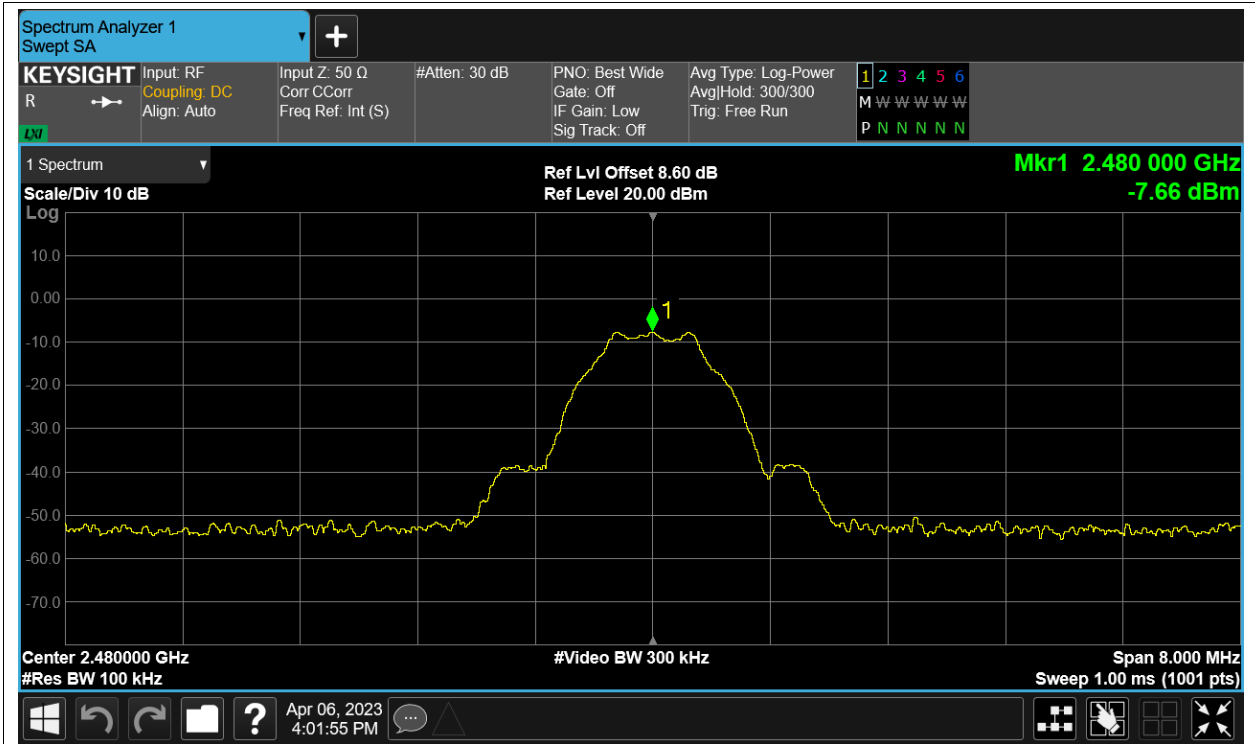 Spectrum Analyzer 1
Swept SA
KEYSIGHT
R
LXI
Input: RF
Coupling: DC
Align: Auto
Input Z: 50 Ω
Corr CCorr
Freq Ref: Int (S)
#Atten: 30 dB
PNO: Best Wide
Gate: Off
IF Gain: Low
Sig Track: Off
Avg Type: Log-Power
Avg|Hold: 300/300
Trig: Free Run
1 2 3 4 5 6
M W W W W W
P N N N N N
1 Spectrum
Scale/Div 10 dB
Log
Ref Lvl Offset 8.60 dB
Ref Level 20.00 dBm
Mkr1 2.480 000 GHz
-7.66 dBm
10.0
0.00
1
-10.0
-20.0
-30.0
-40.0
-50.0
-60.0
-70.0
Center 2.480000 GHz
#Video BW 300 kHz
Span 8.000 MHz
#Res BW 100 kHz
Sweep 1.00 ms (1001 pts)
?
Apr 06, 2023
4:01:55 PM